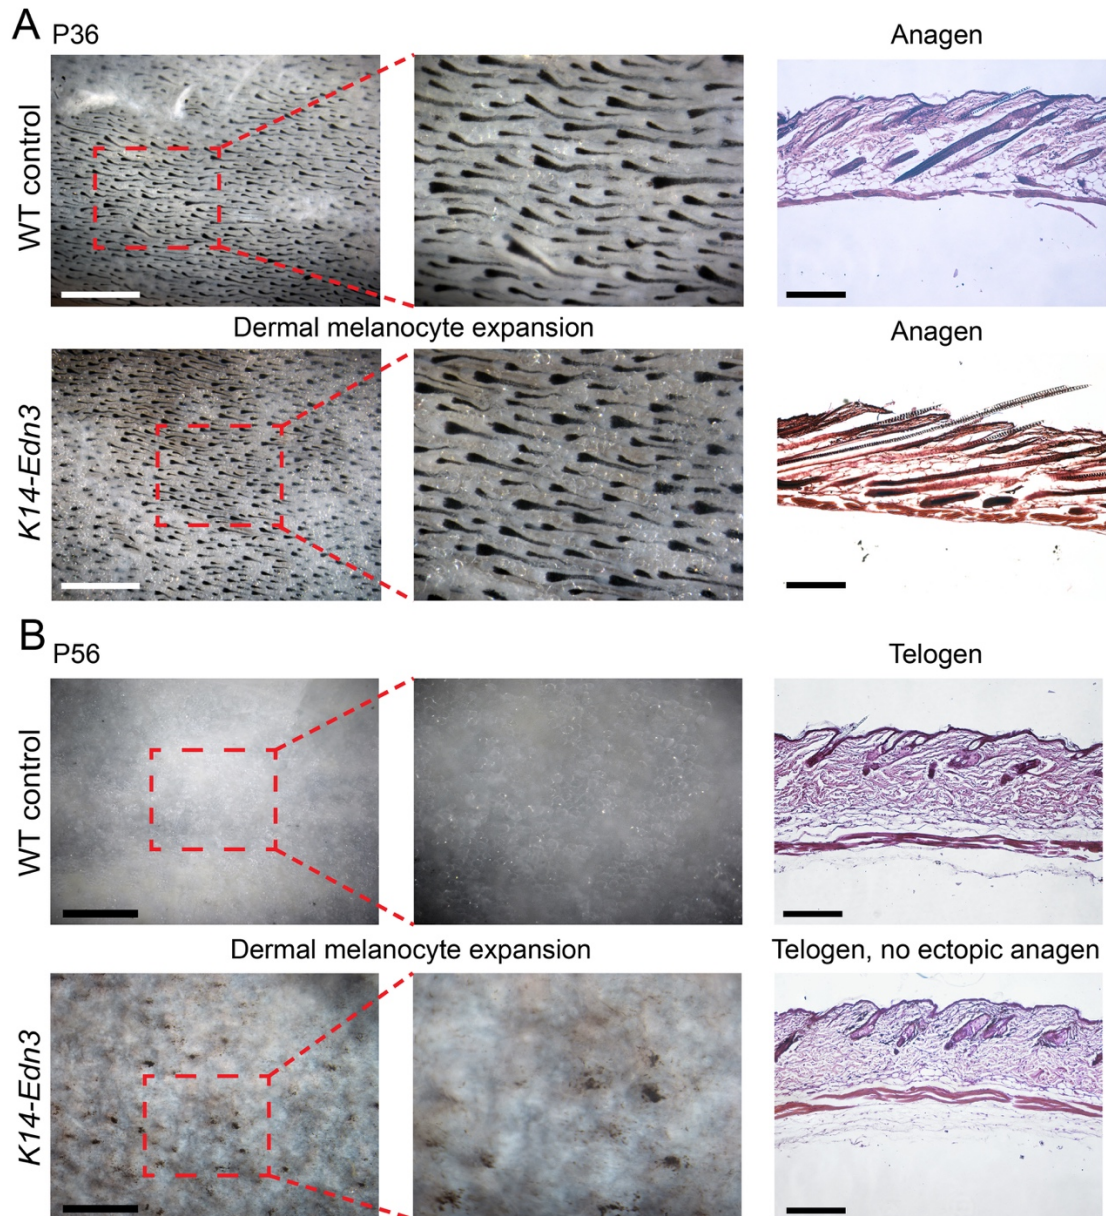 A
P36
Anagen
WT control
Dermal melanocyte expansion
Anagen
K14-Edn3
B
P56
Telogen
WT control
Dermal melanocyte expansion
Telogen, no ectopic anagen
K14-Edn3